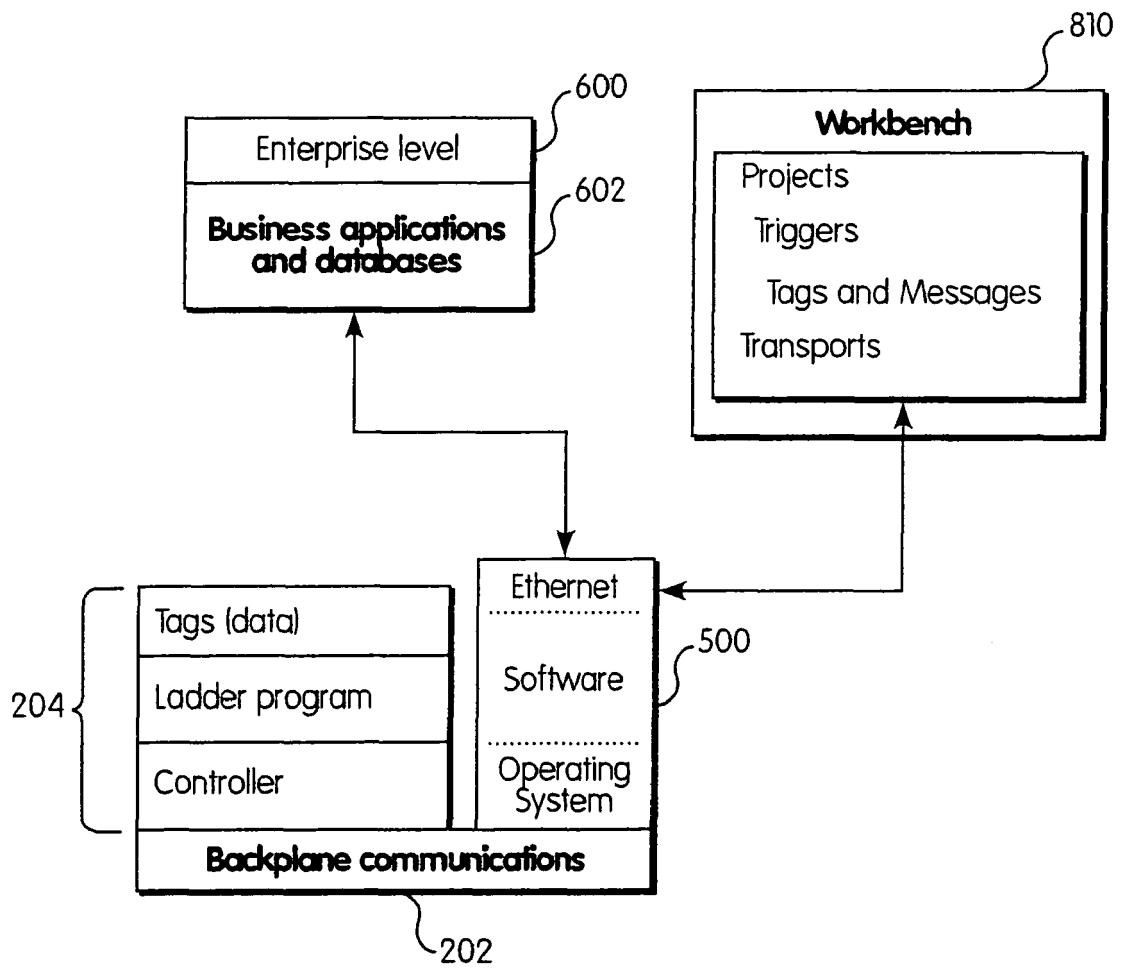 810
600
Workbench
Enterprise level
Projects
602
Triggers
Business applications
and databases
Tags and Messages
Transports
Ethernet
Tags (data)
500
Software
204
Ladder program
Controller
Operating
System
Backplane communications
202